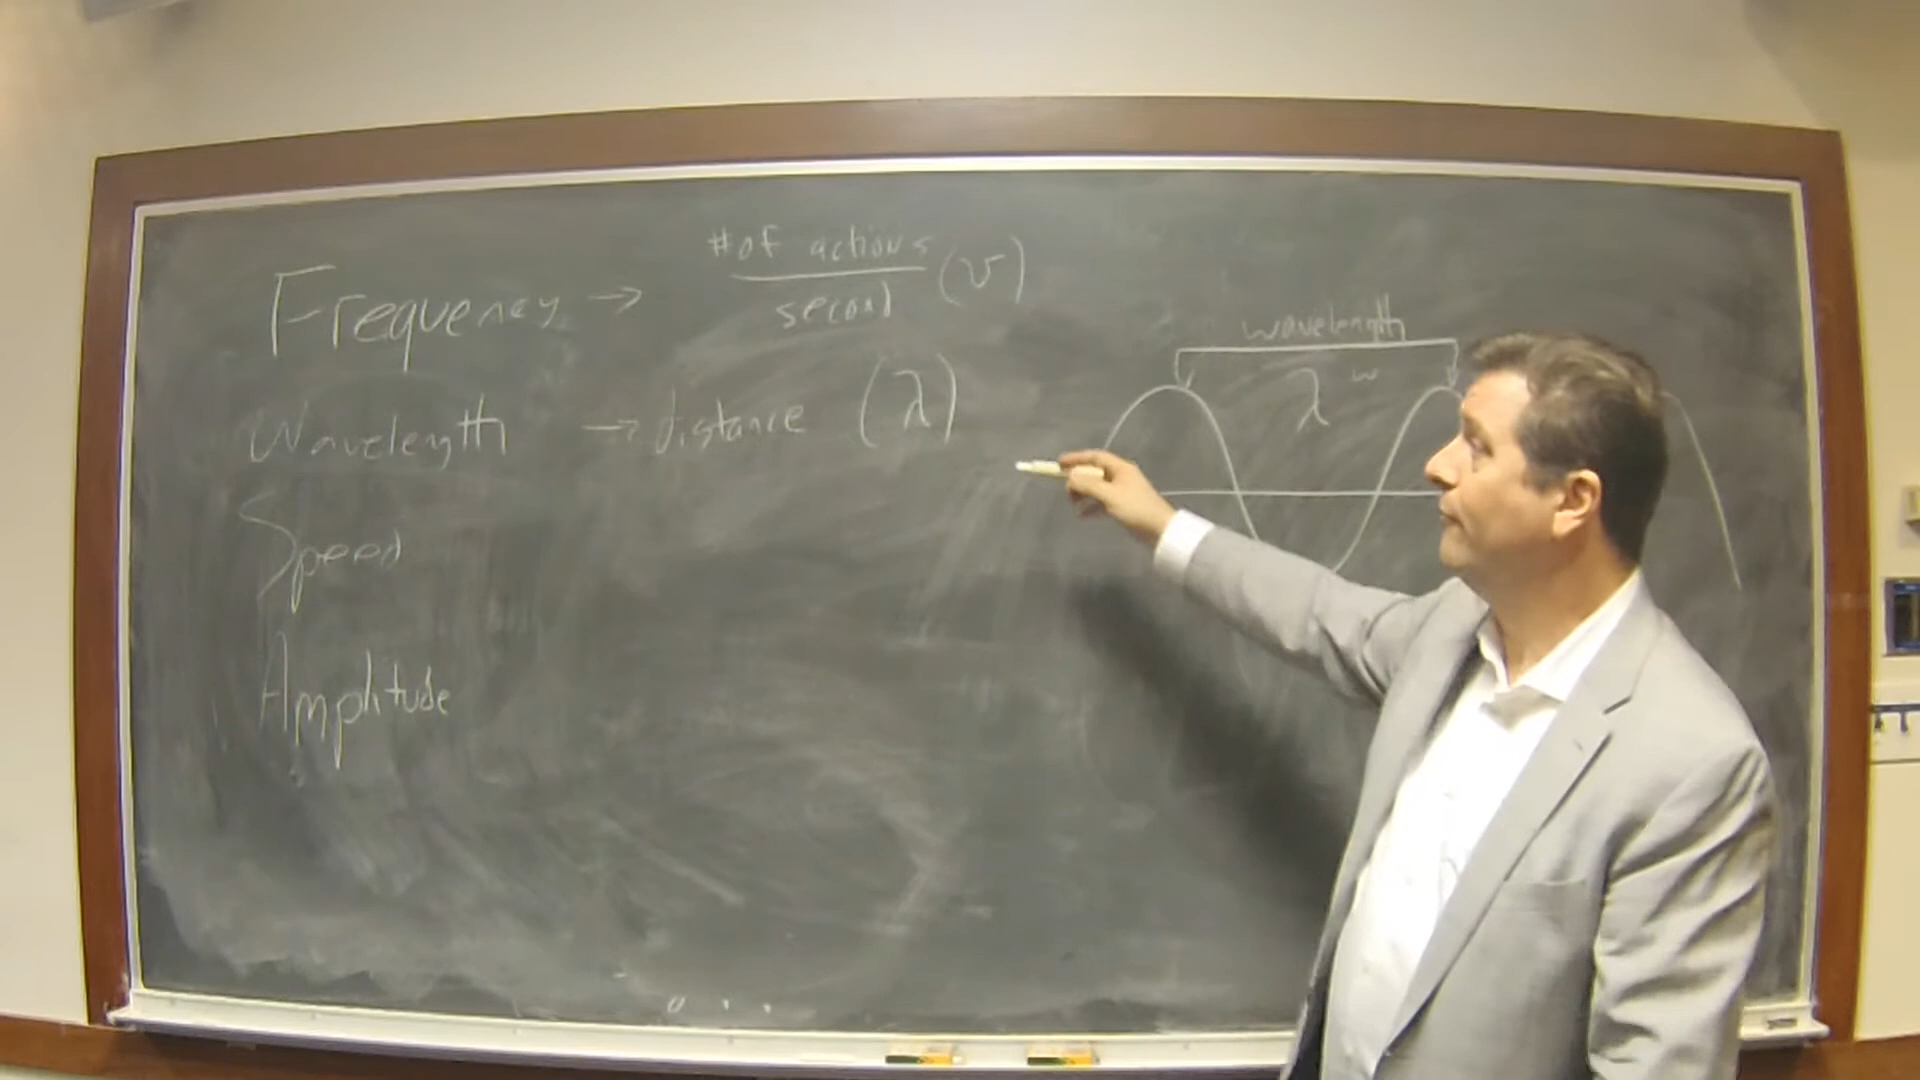 Frequency → # of actions / second (ν)
Wavelength → distance (λ)
Speed
Amplitude
wavelength
λ